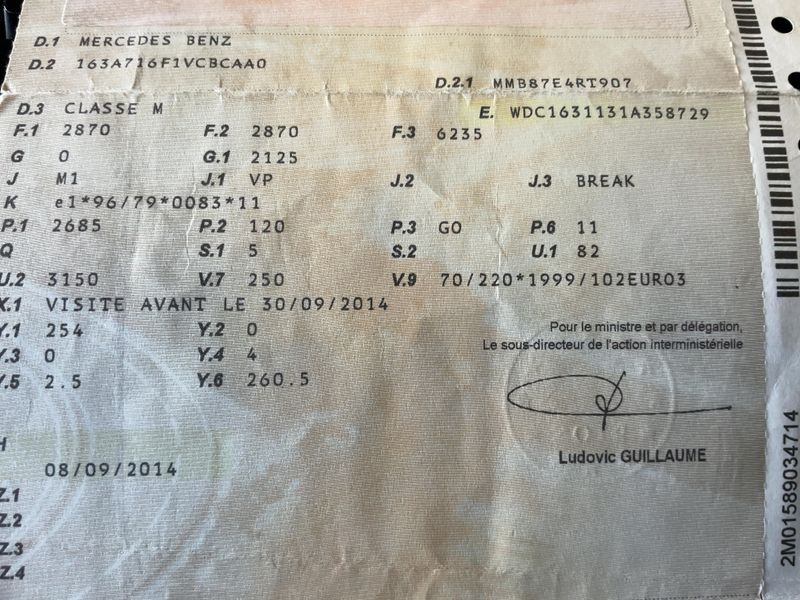 D.1 MERCEDES BENZ
D.2 163A716F1VCBCAA0
D.2.1 MMB87E4RT907
D.3 CLASSE M
E. WDC1631131A358729
F.1 2870 F.2 2870 F.3 6235
G 0 G.1 2125
J M1 J.1 VP J.2 J.3 BREAK
K e1*96/79*0083*11
P.1 2685 P.2 120 P.3 GO P.6 11
Q S.1 5 S.2 U.1 82
U.2 3150 V.7 250 V.9 70/220*1999/102EURO3
X.1 VISITE AVANT LE 30/09/2014
Y.1 254 Y.2 0
Y.3 0 Y.4 4
Y.5 2.5 Y.6 260.5
Pour le ministre et par délégation,
Le sous-directeur de l'action interministérielle
Ludovic GUILLAUME
H
08/09/2014
Z.1
Z.2
Z.3
Z.4
2M01589034714